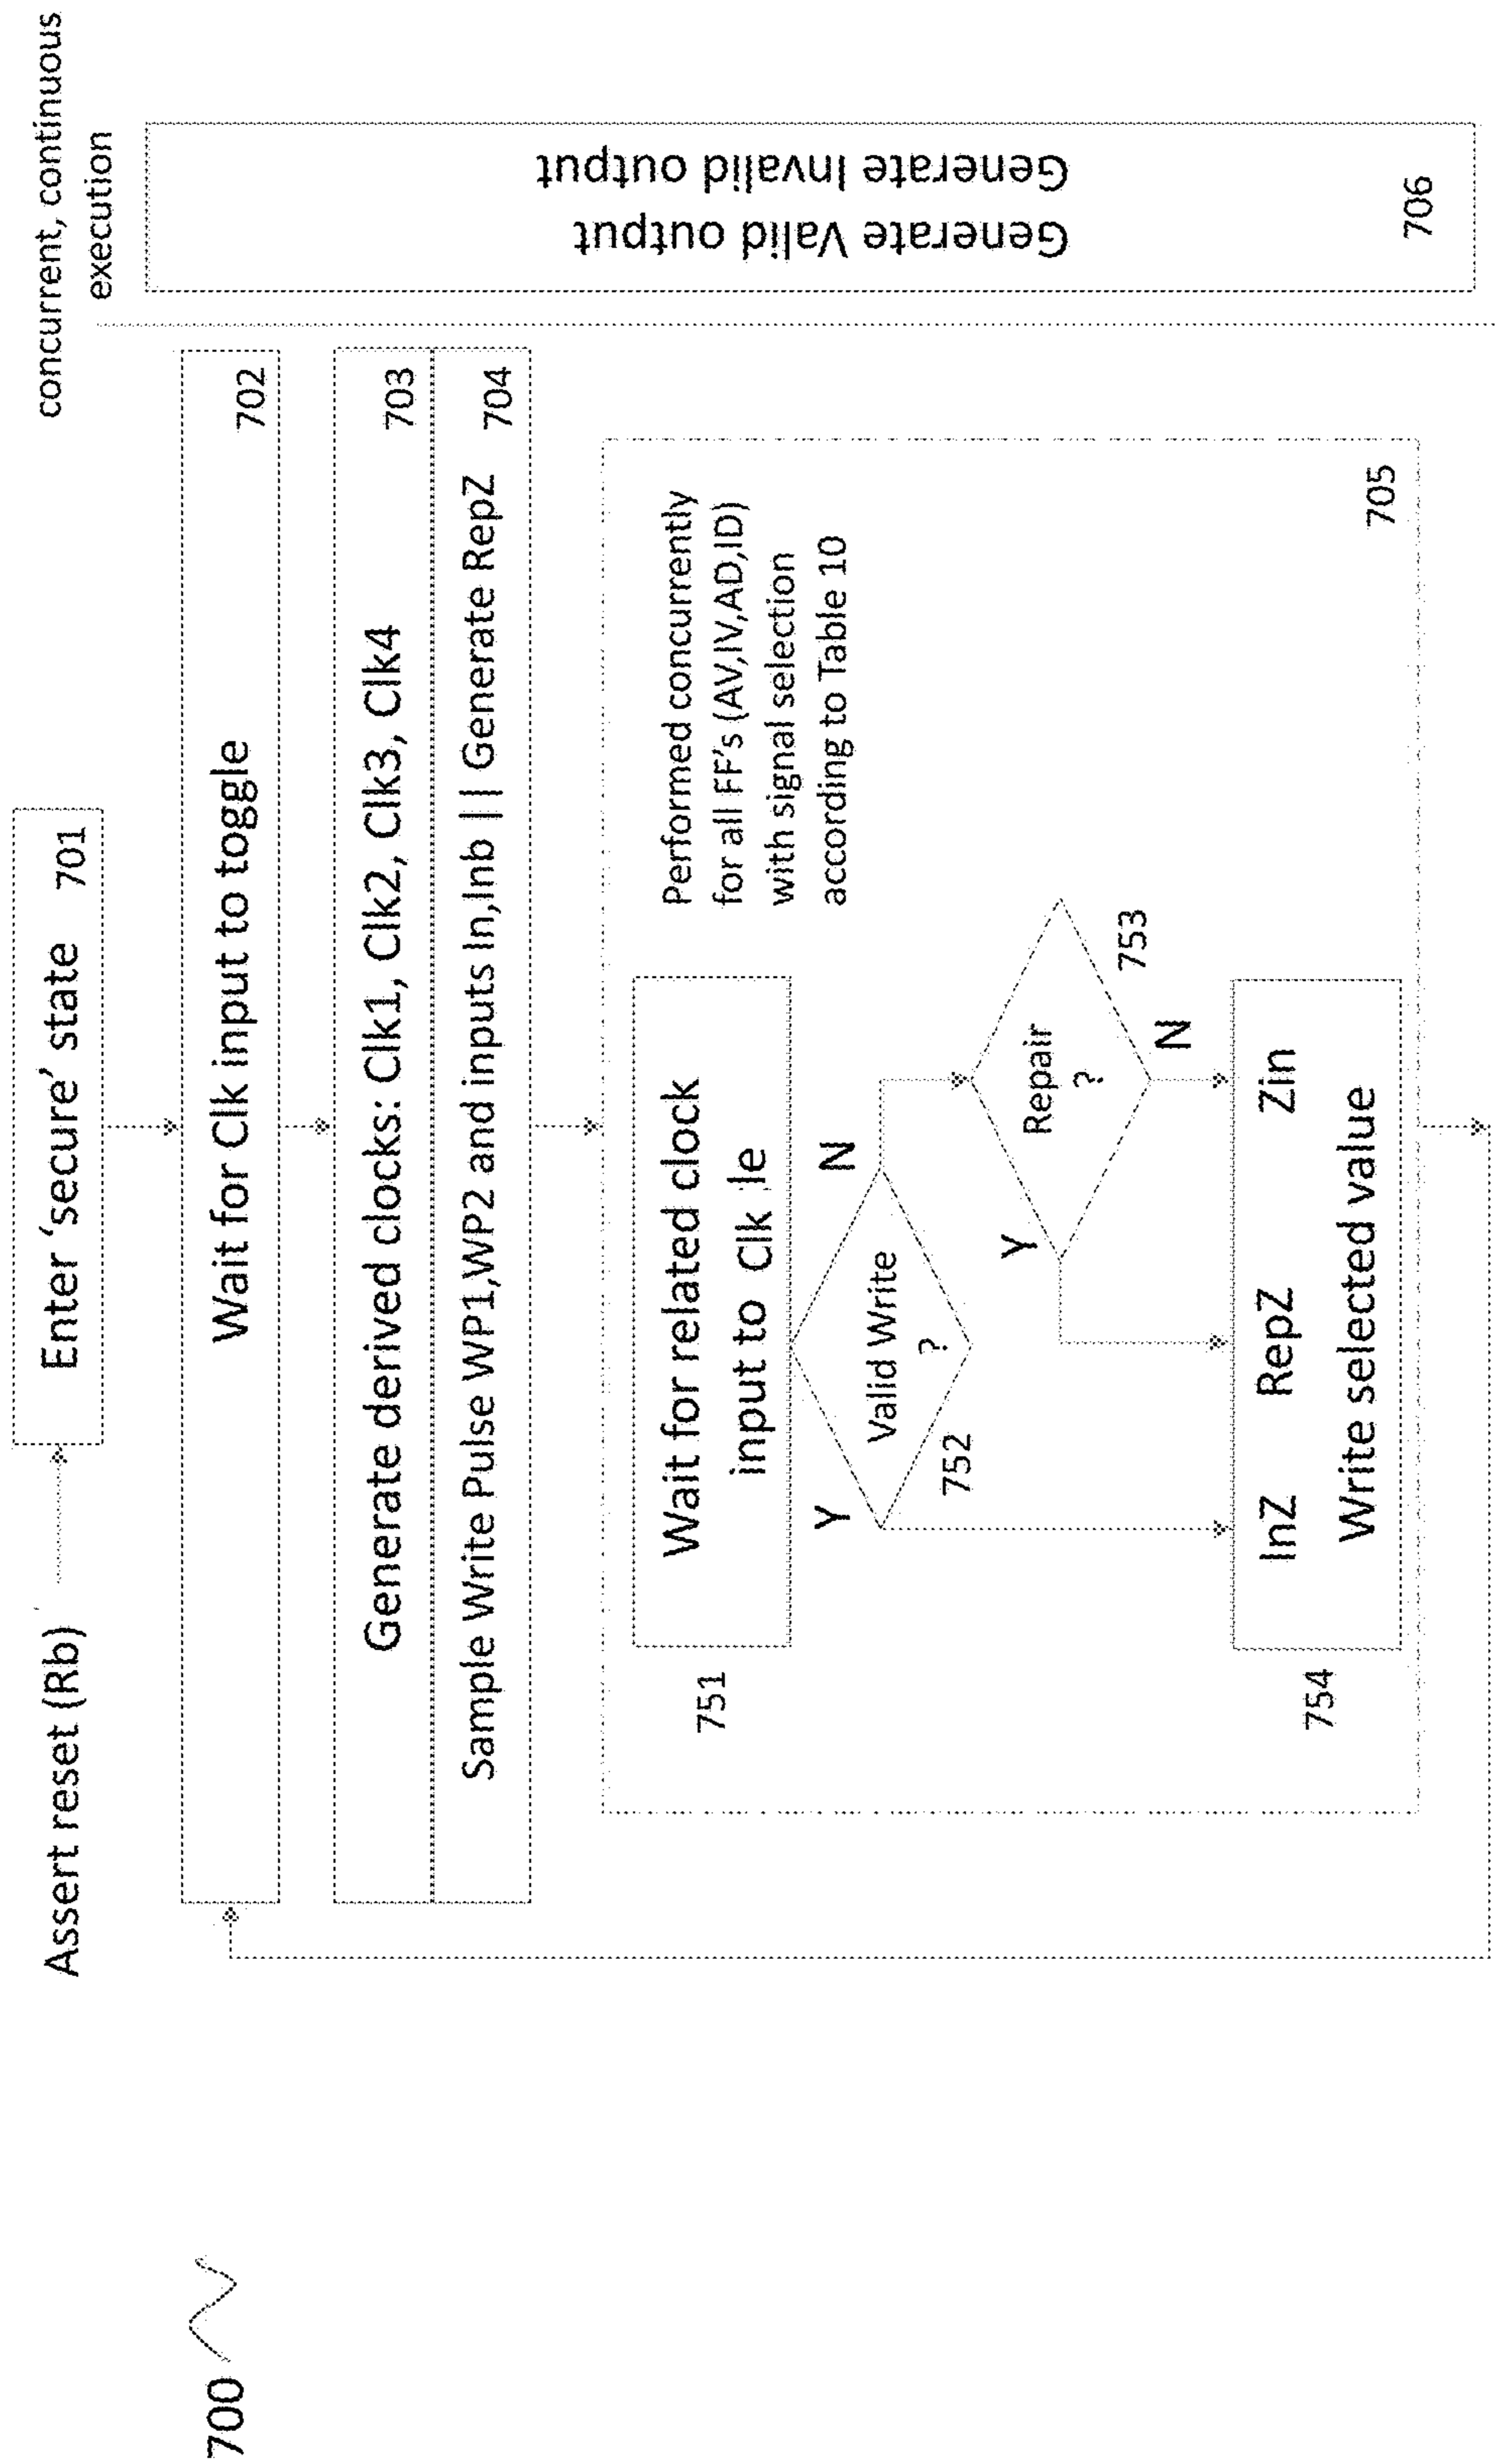 700
Assert reset (Rb)
Enter 'secure' state 701
concurrent, continuous
execution
Wait for Clk input to toggle
702
Generate derived clocks: Clk1, Clk2, Clk3, Clk4
703
Sample Write Pulse WP1,WP2 and inputs In,Inb || Generate RepZ
704
751
Wait for related clock
input to Clk le
Performed concurrently
for all FF's (AV,IV,AD,ID)
with signal selection
according to Table 10
Y
Valid Write
?
N
752
Y
Repair
?
N
753
InZ RepZ Zin
Write selected value
754
705
Generate Valid output
Generate Invalid output
706